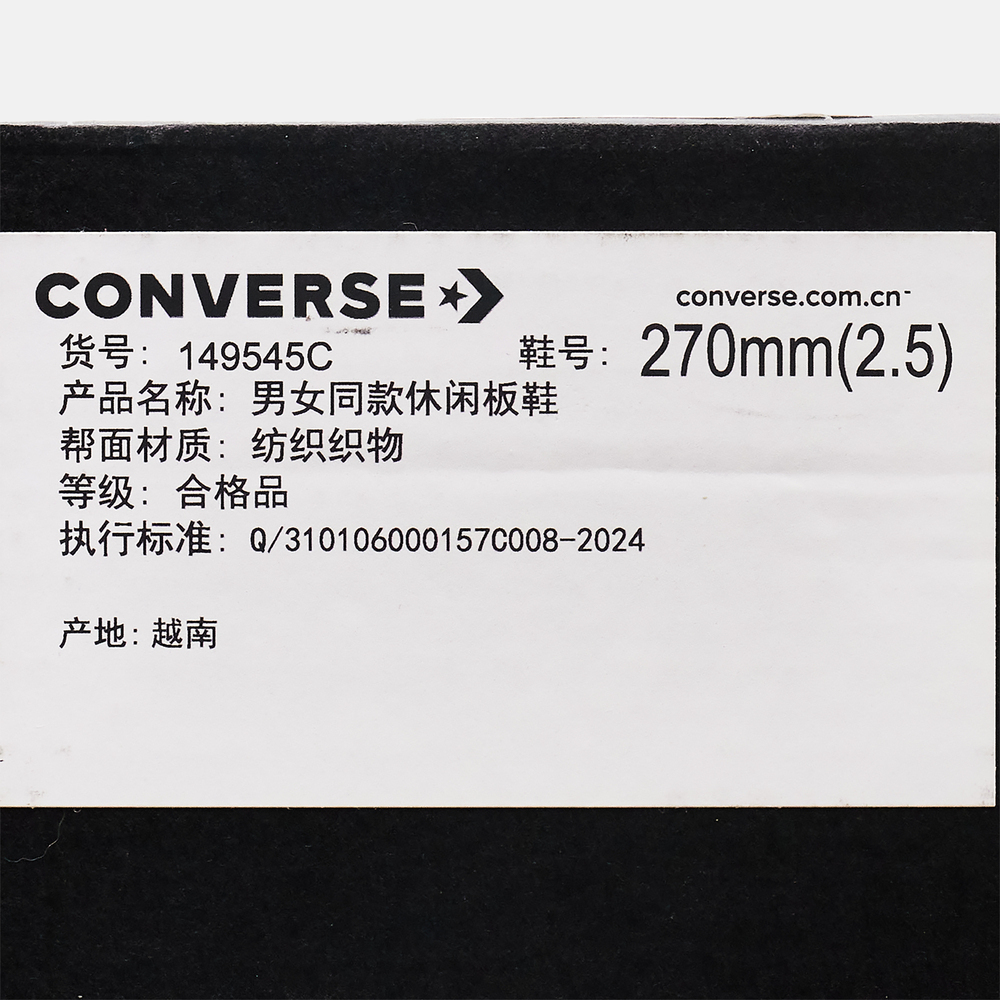 CONVERSE
converse.com.cn
货号: 149545C 鞋号: 270mm(2.5)
产品名称: 男女同款休闲板鞋
帮面材质: 纺织织物
等级: 合格品
执行标准: Q/310106000157C008-2024
产地: 越南